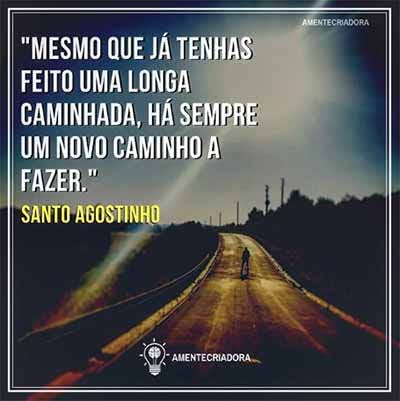 AMENTECRIADORA
"MESMO QUE JÁ TENHAS
FEITO UMA LONGA
CAMINHADA, HÁ SEMPRE
UM NOVO CAMINHO A
FAZER."
SANTO AGOSTINHO
AMENTECRIADORA